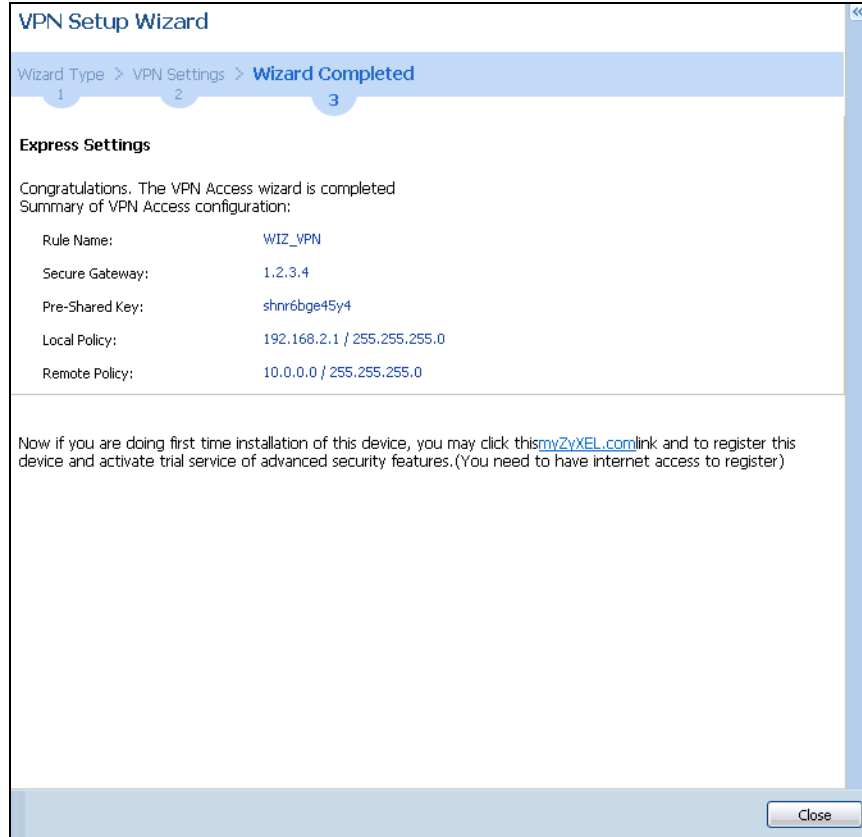 VPN Setup Wizard
«
Wizard Type > VPN Settings > Wizard Completed
1 2 3
Express Settings
Congratulations. The VPN Access wizard is completed
Summary of VPN Access configuration:
Rule Name: WIZ_VPN
Secure Gateway: 1.2.3.4
Pre-Shared Key: shnr6bge45y4
Local Policy: 192.168.2.1 / 255.255.255.0
Remote Policy: 10.0.0.0 / 255.255.255.0
Now if you are doing first time installation of this device, you may click thismyZyXEL.comlink and to register this
device and activate trial service of advanced security features.(You need to have internet access to register)
Close